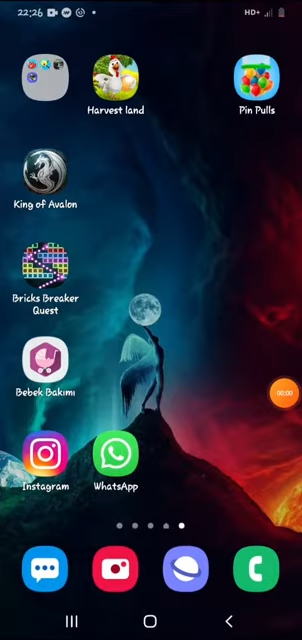 22:26
HD+
Harvest land
Pin Pulls
King of Avalon
Bricks Breaker
Quest
Bebek Bakımı
00:00
Instagram
WhatsApp